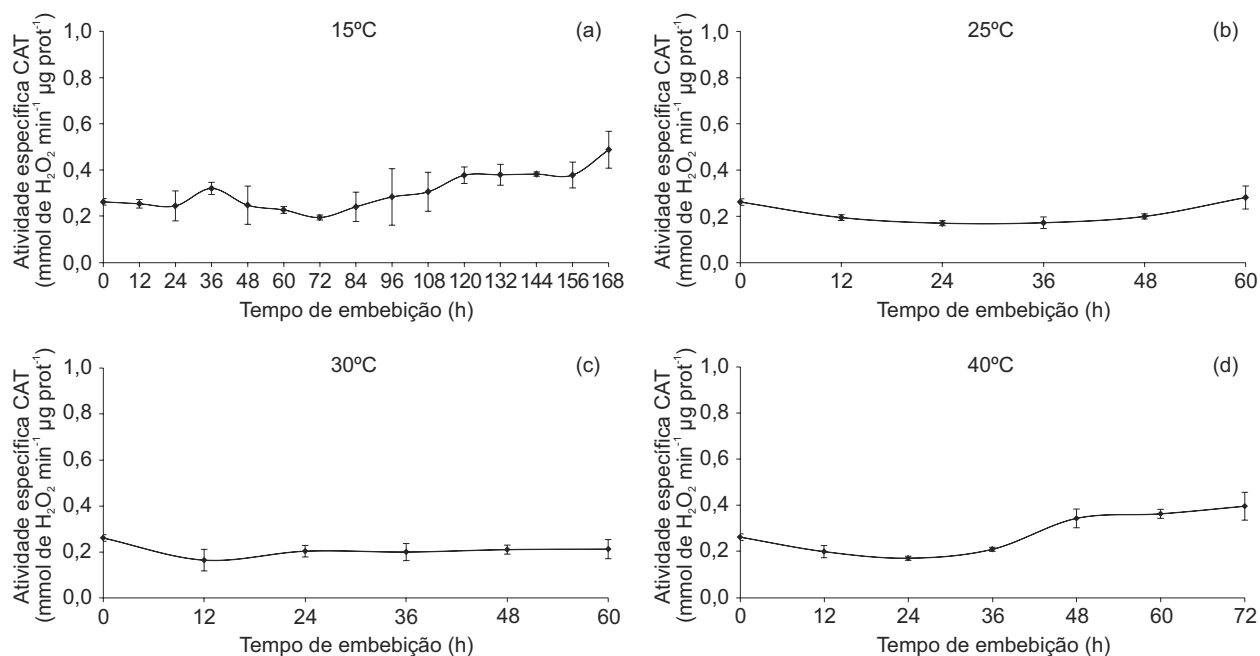 15ºC
(a)
Atividade específica CAT
(mmol de H₂O₂ min⁻¹ µg prot⁻¹)
1,0
0,8
0,6
0,4
0,2
0,0
0 12 24 36 48 60 72 84 96 108 120 132 144 156 168
Tempo de embebição (h)
25ºC
(b)
Atividade específica CAT
(mmol de H₂O₂ min⁻¹ µg prot⁻¹)
1,0
0,8
0,6
0,4
0,2
0,0
0 12 24 36 48 60
Tempo de embebição (h)
30ºC
(c)
Atividade específica CAT
(mmol de H₂O₂ min⁻¹ µg prot⁻¹)
1,0
0,8
0,6
0,4
0,2
0,0
0 12 24 36 48 60
Tempo de embebição (h)
40ºC
(d)
Atividade específica CAT
(mmol de H₂O₂ min⁻¹ µg prot⁻¹)
1,0
0,8
0,6
0,4
0,2
0,0
0 12 24 36 48 60 72
Tempo de embebição (h)